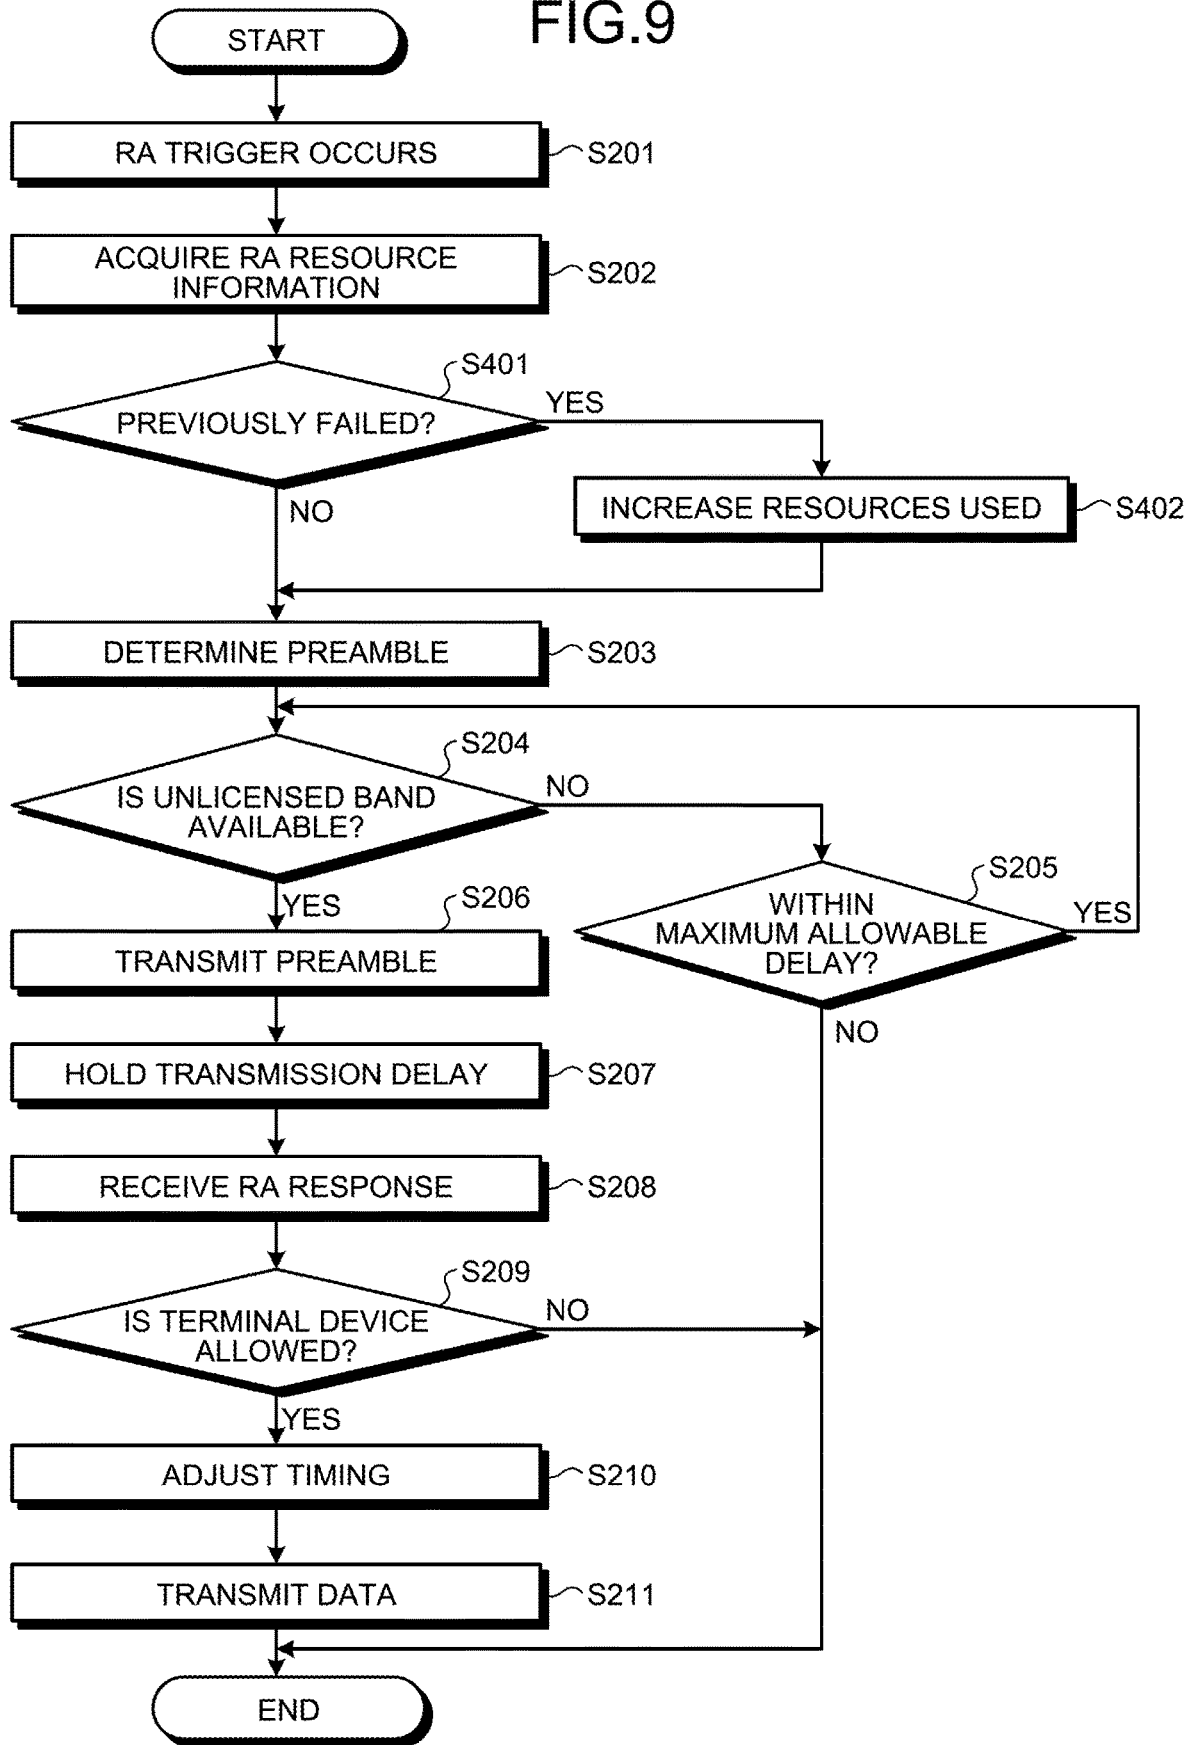 FIG.9
START
RA TRIGGER OCCURS
S201
ACQUIRE RA RESOURCE
INFORMATION
S202
S401
PREVIOUSLY FAILED?
YES
NO
INCREASE RESOURCES USED
S402
DETERMINE PREAMBLE
S203
S204
IS UNLICENSED BAND
AVAILABLE?
NO
YES
S205
WITHIN
MAXIMUM ALLOWABLE
DELAY?
YES
NO
S206
TRANSMIT PREAMBLE
HOLD TRANSMISSION DELAY
S207
RECEIVE RA RESPONSE
S208
S209
IS TERMINAL DEVICE
ALLOWED?
NO
YES
ADJUST TIMING
S210
TRANSMIT DATA
S211
END